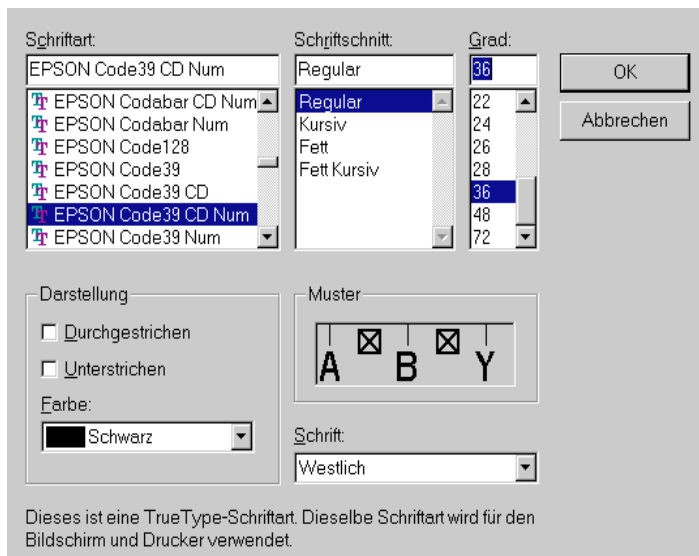 Schriftart:
EPSON Code39 CD Num
EPSON Codabar CD Num
EPSON Codabar Num
EPSON Code128
EPSON Code39
EPSON Code39 CD
EPSON Code39 CD Num
EPSON Code39 Num
Schriftschnitt:
Regular
Regular
Kursiv
Fett
Fett Kursiv
Grad:
36
22
24
26
28
36
48
72
OK
Abbrechen
Darstellung
Durchgestrichen
Unterstrichen
Farbe:
Schwarz
Muster
A B Y
Schrift:
Westlich
Dieses ist eine TrueType-Schriftart. Dieselbe Schriftart wird für den
Bildschirm und Drucker verwendet.